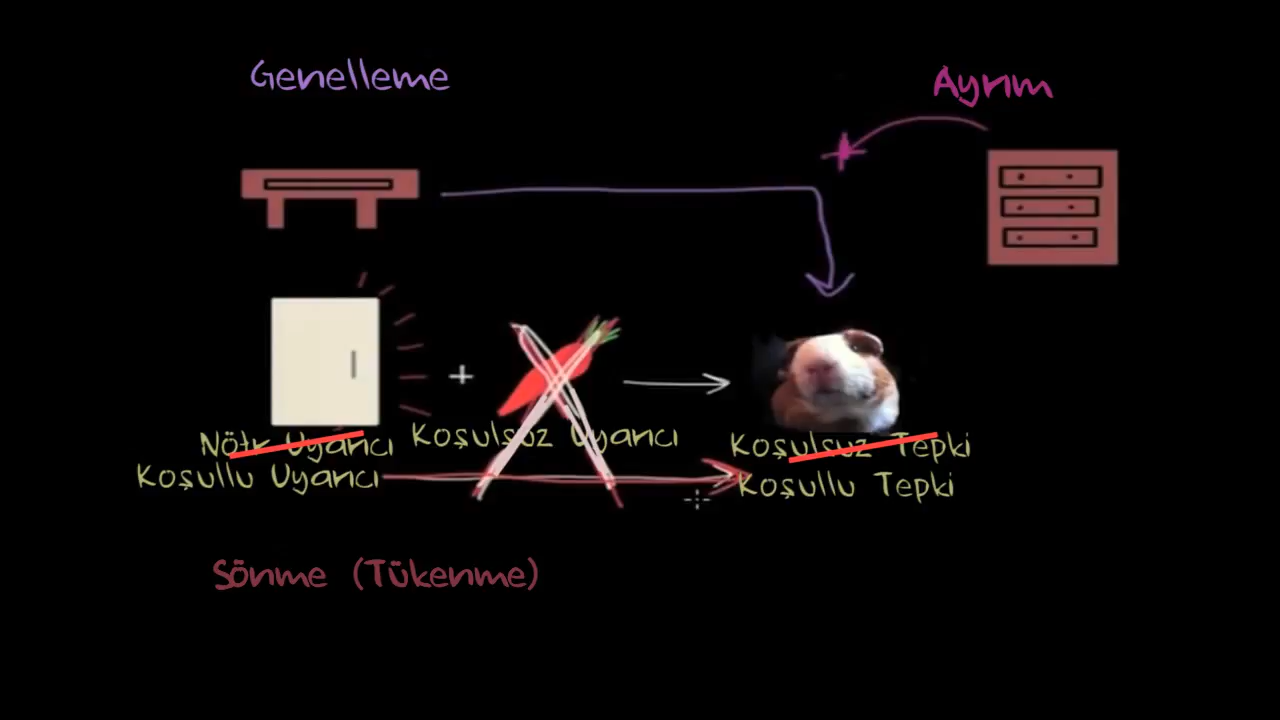 Genelleme
Ayrım
Nötr Uyarıcı
Koşulsuz Uyarıcı
Koşulsuz Tepki
Koşullu Uyarıcı
Koşullu Tepki
Sönme (Tükenme)